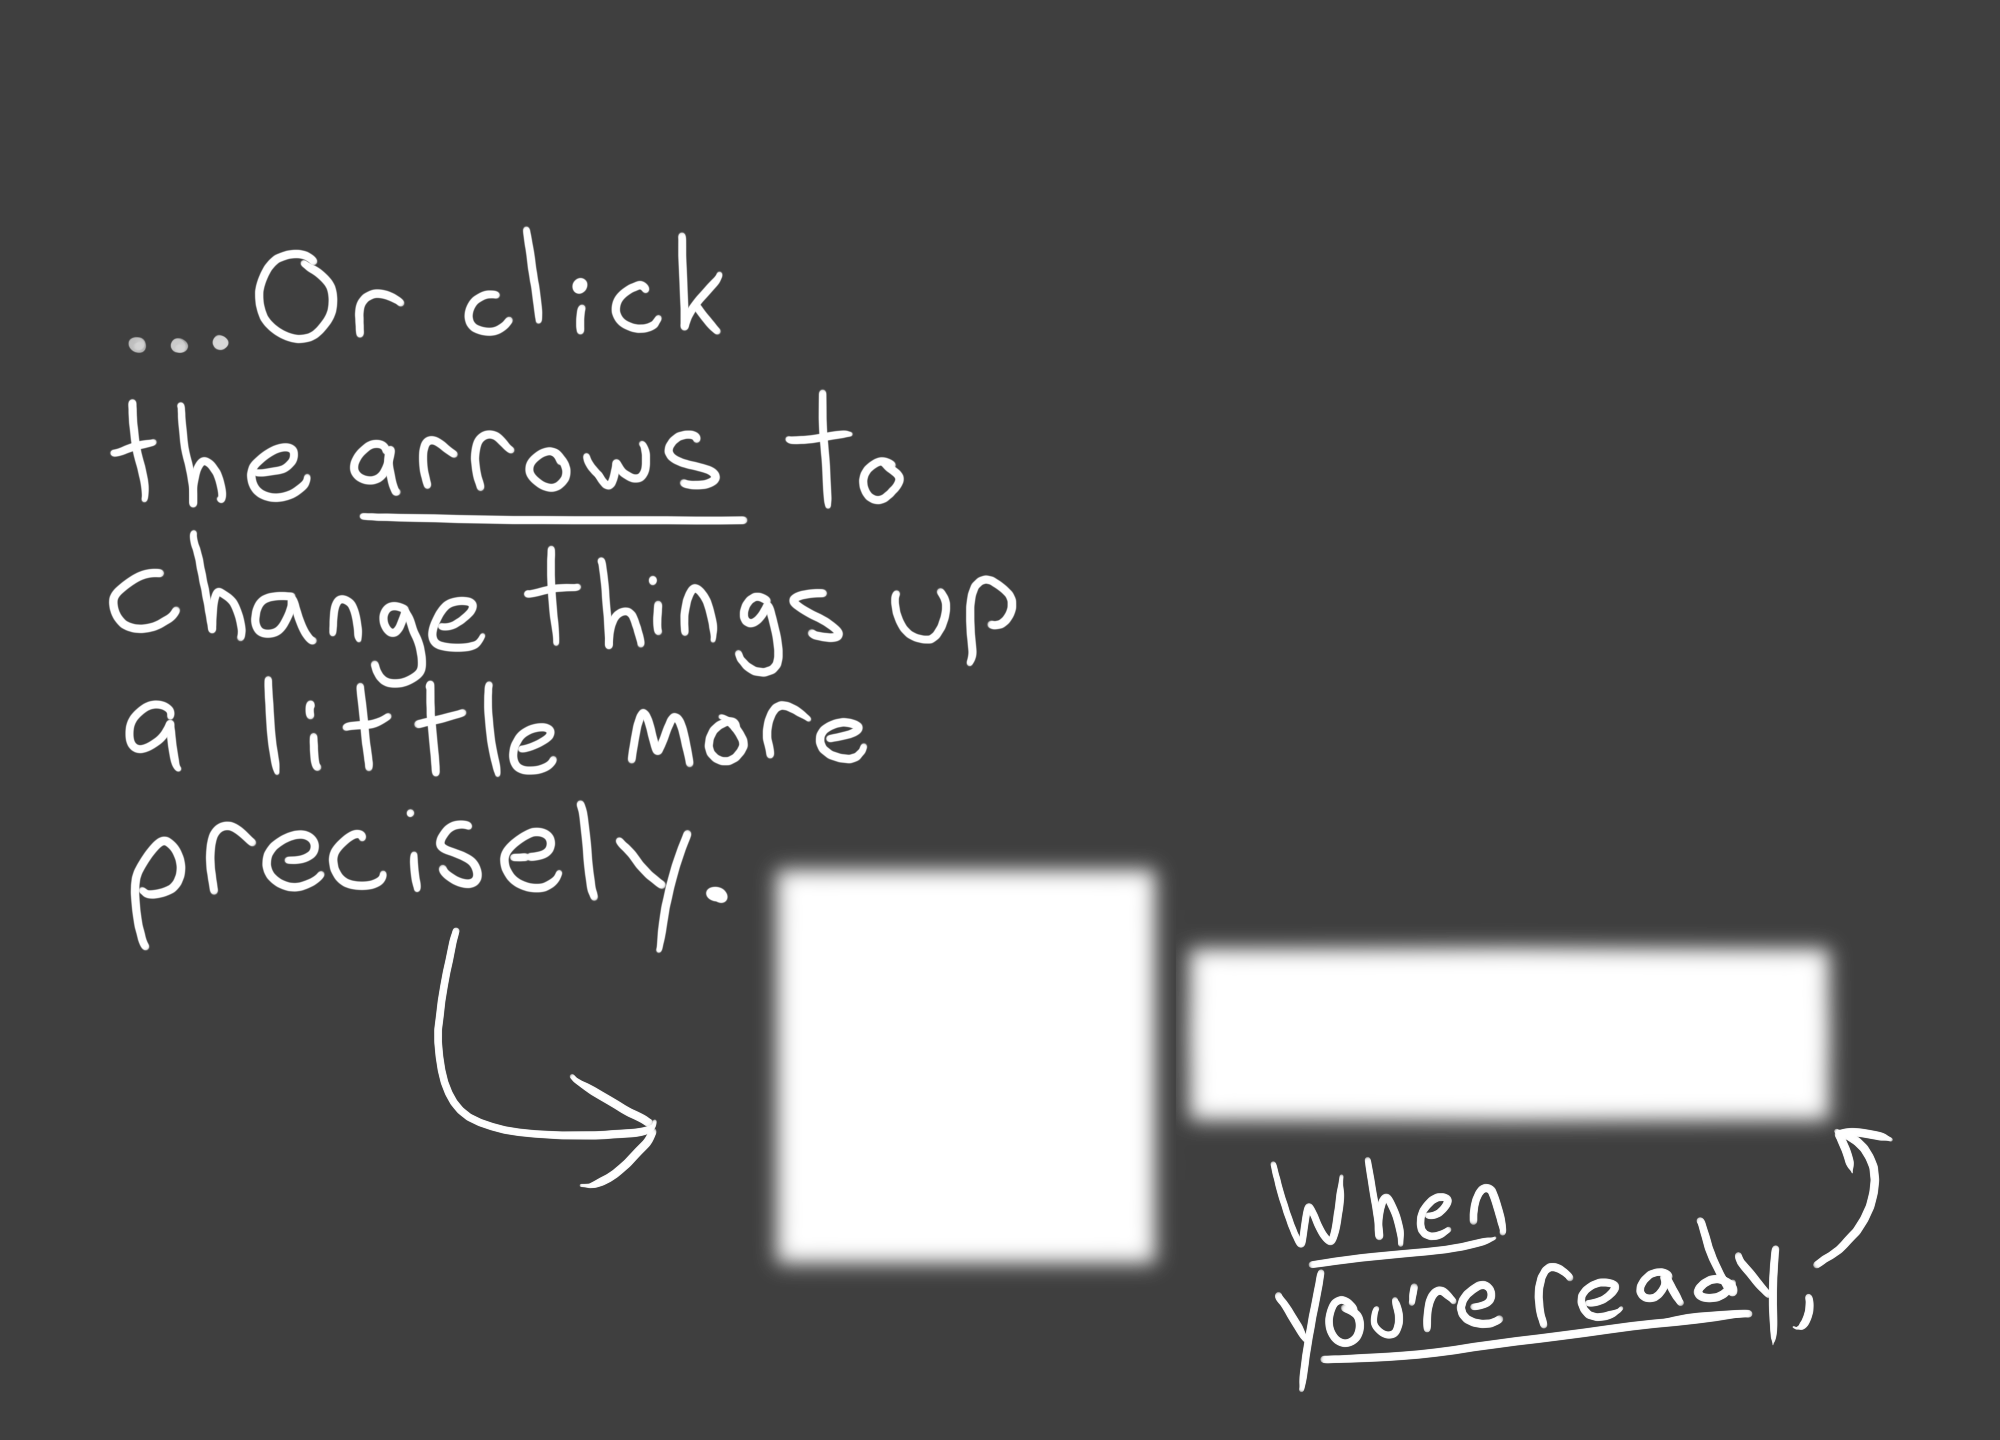 ...Or click
the arrows to
change things up
a little more
precisely.
When
you're ready,